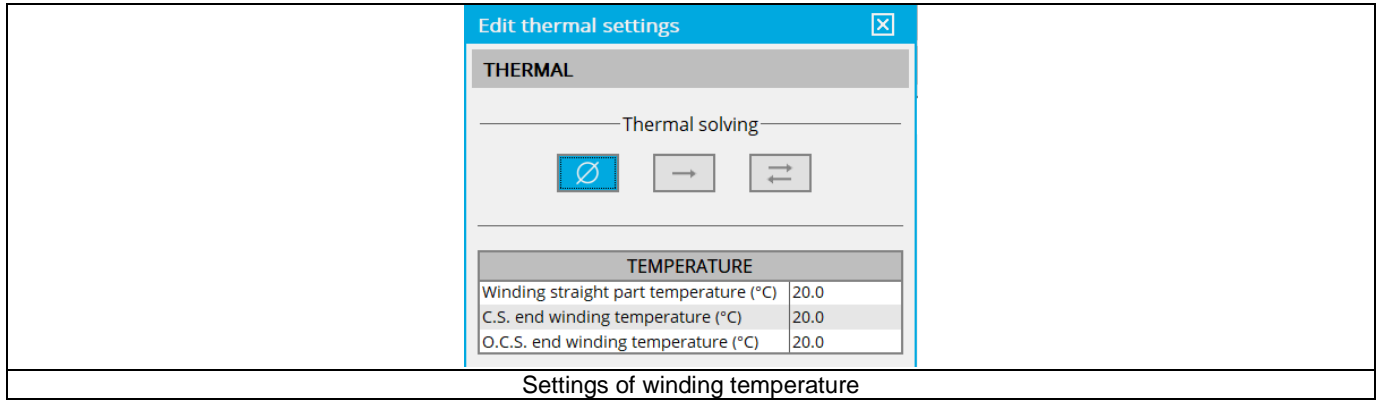 Edit thermal settings
THERMAL
Thermal solving
TEMPERATURE
Winding straight part temperature (°C) 20.0
C.S. end winding temperature (°C) 20.0
O.C.S. end winding temperature (°C) 20.0
Settings of winding temperature